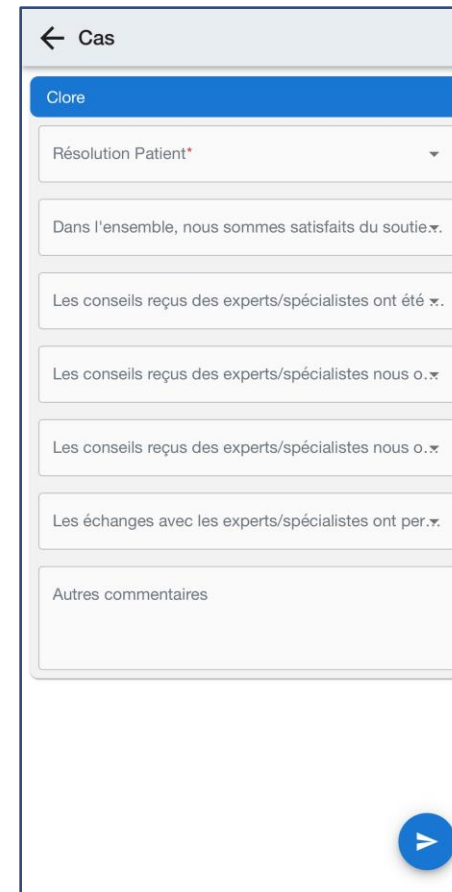 Cas
Clore
Résolution Patient*
Dans l'ensemble, nous sommes satisfaits du soutie...
Les conseils reçus des experts/spécialistes ont été ...
Les conseils reçus des experts/spécialistes nous o...
Les conseils reçus des experts/spécialistes nous o...
Les échanges avec les experts/spécialistes ont per...
Autres commentaires